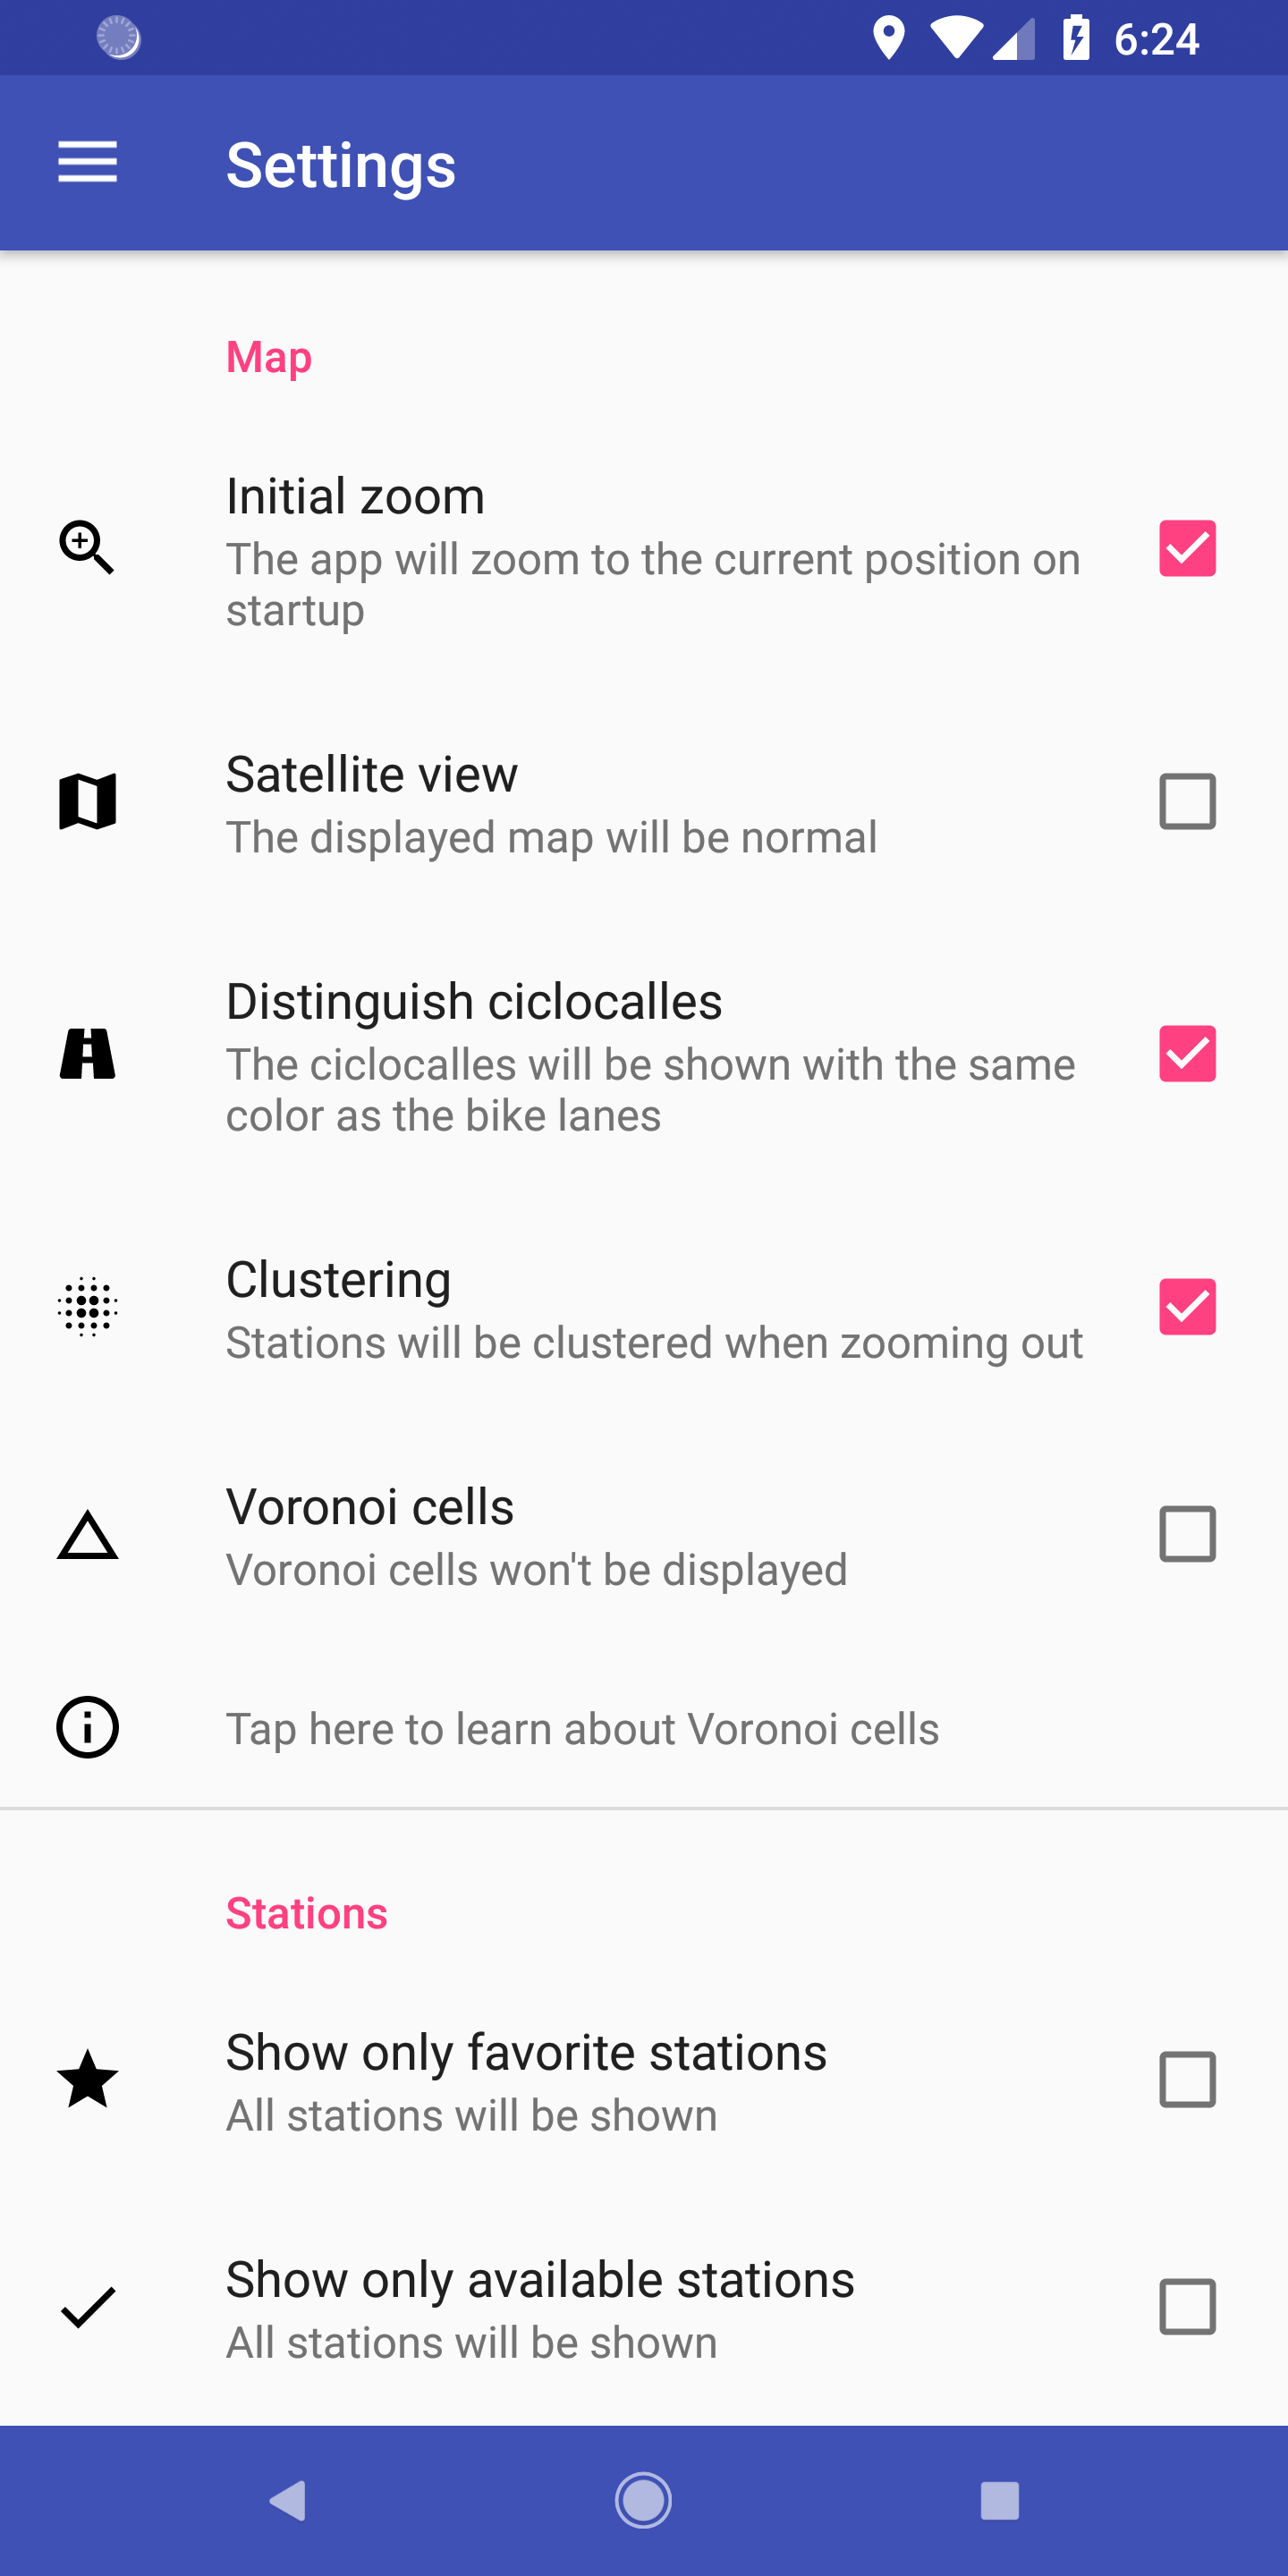 6:24
Settings
Map
Initial zoom
The app will zoom to the current position on
startup
Satellite view
The displayed map will be normal
Distinguish ciclocalles
The ciclocalles will be shown with the same
color as the bike lanes
Clustering
Stations will be clustered when zooming out
Voronoi cells
Voronoi cells won't be displayed
Tap here to learn about Voronoi cells
Stations
Show only favorite stations
All stations will be shown
Show only available stations
All stations will be shown